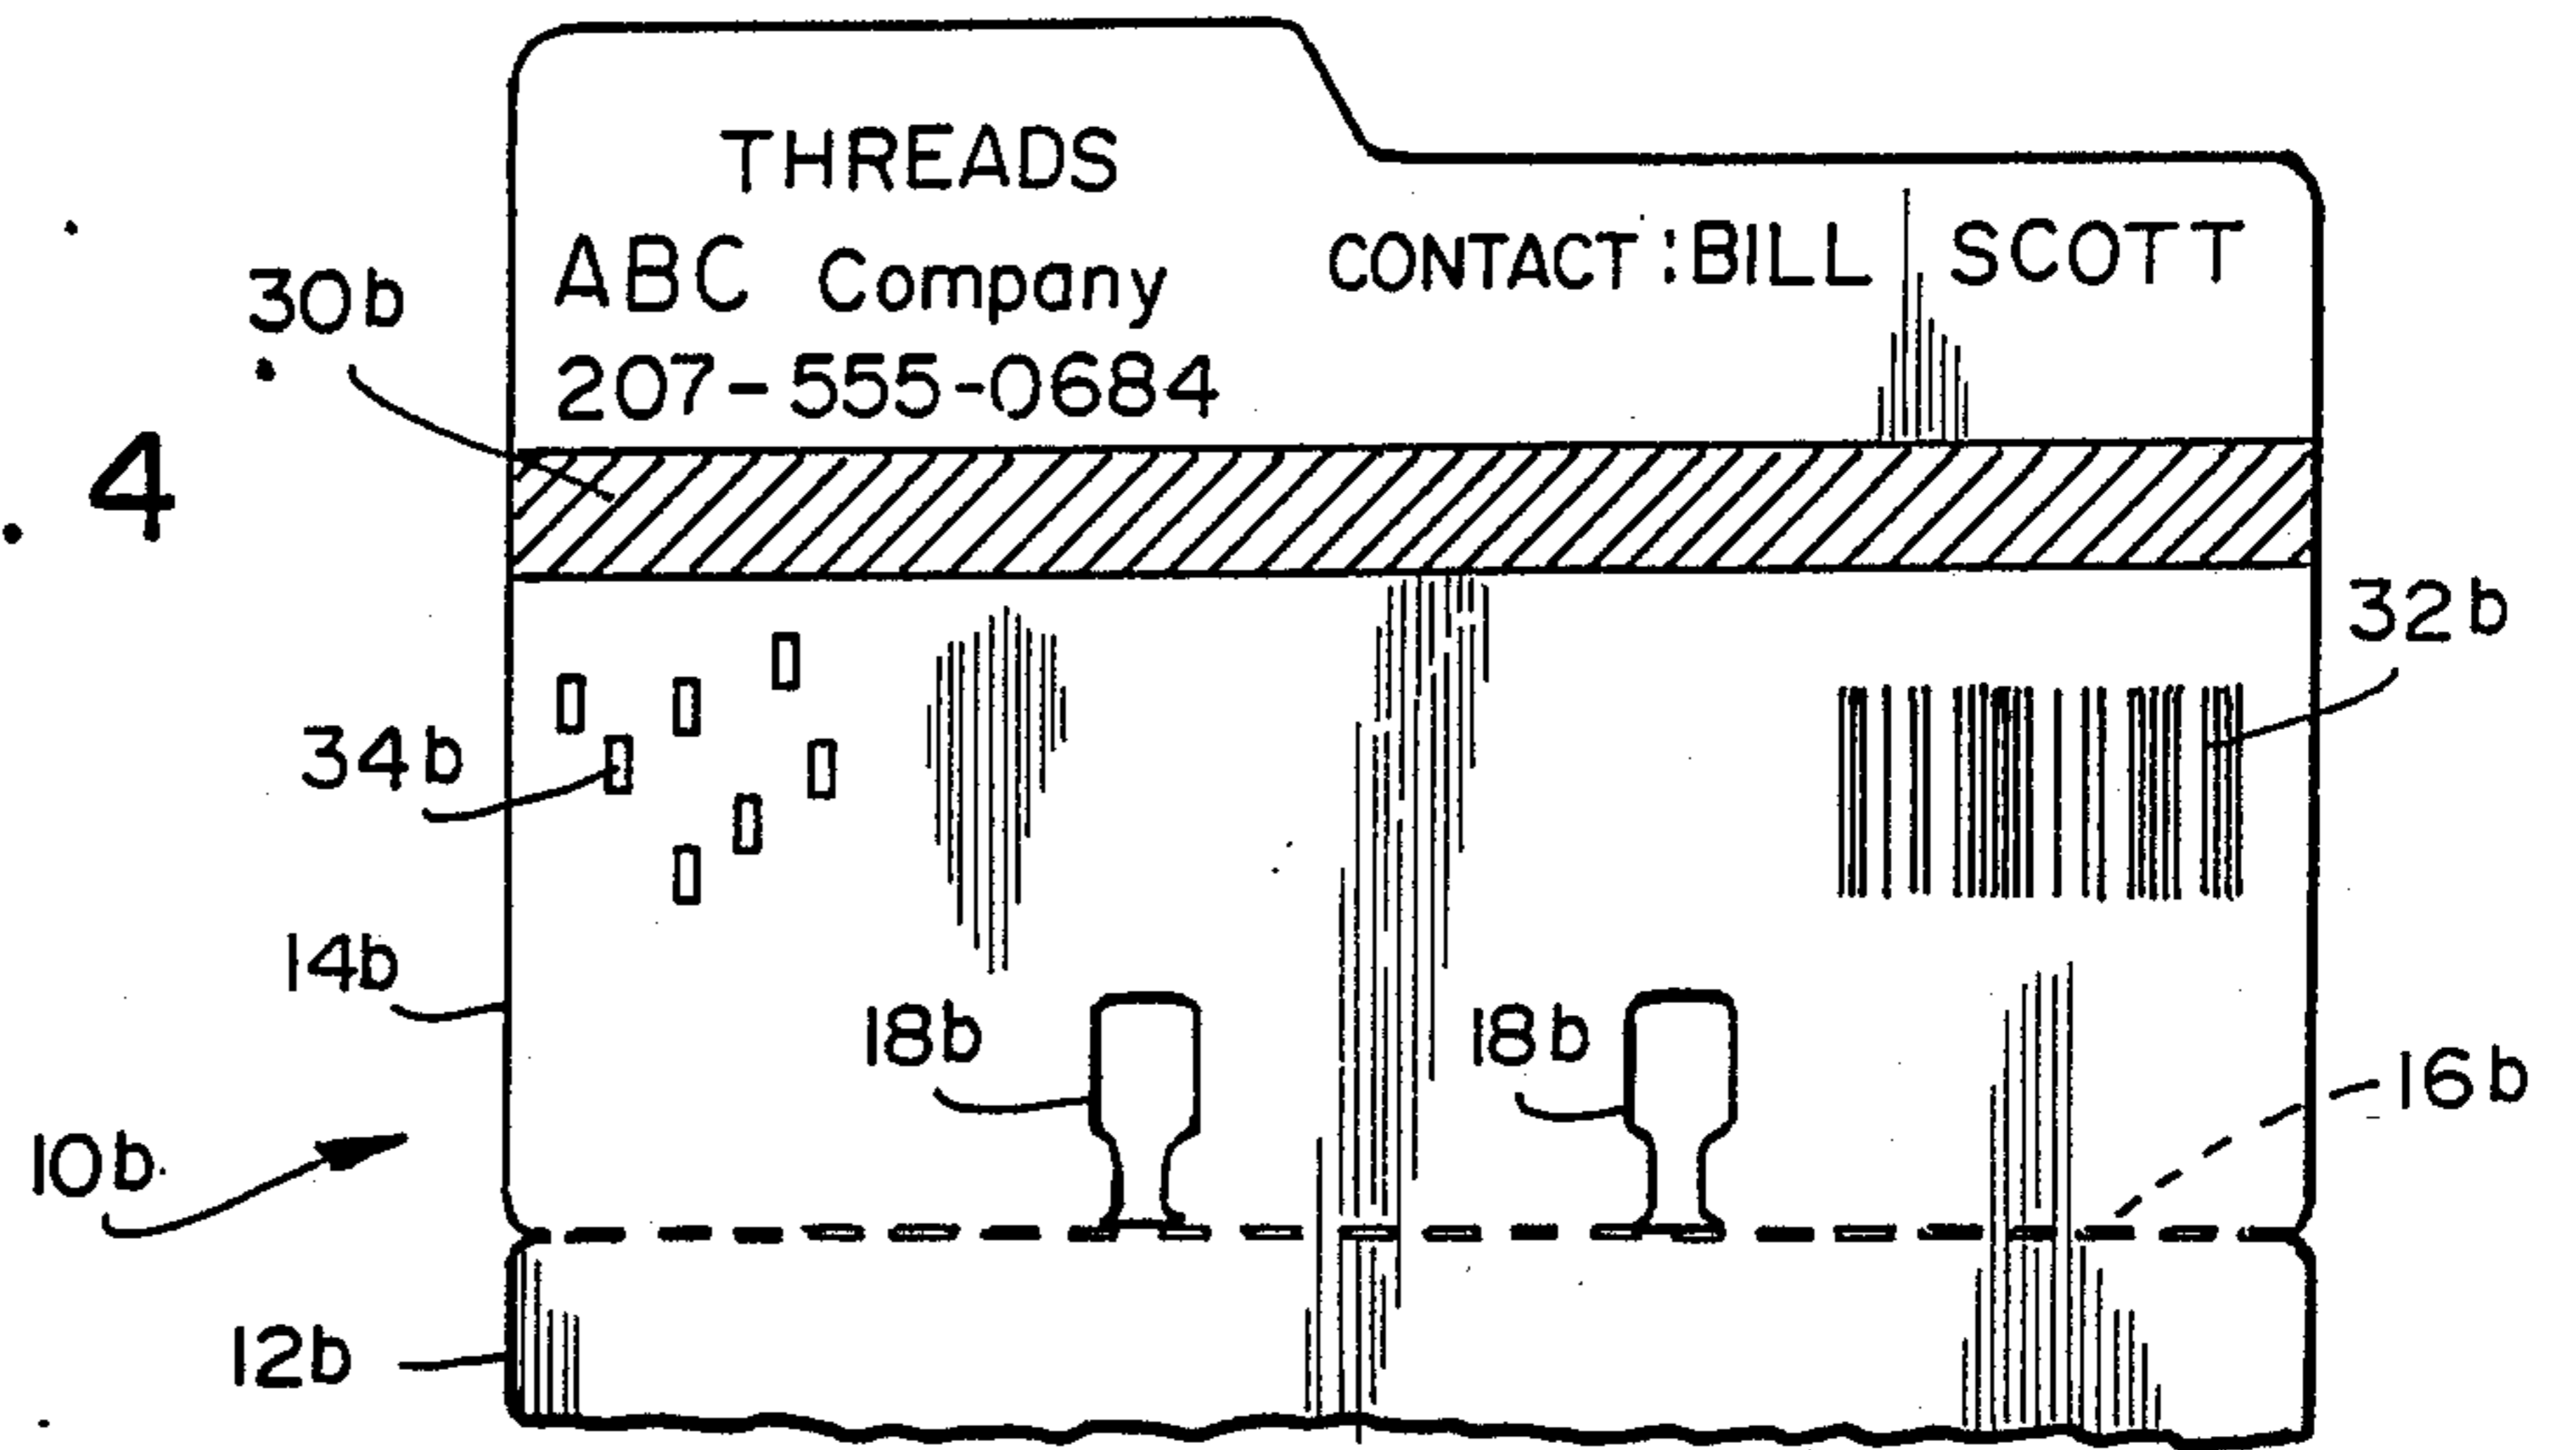 THREADS
ABC Company
CONTACT : BILL SCOTT
207-555-0684
30b
. 4
32b
34b
14b
18b
18b
16b
10b
12b